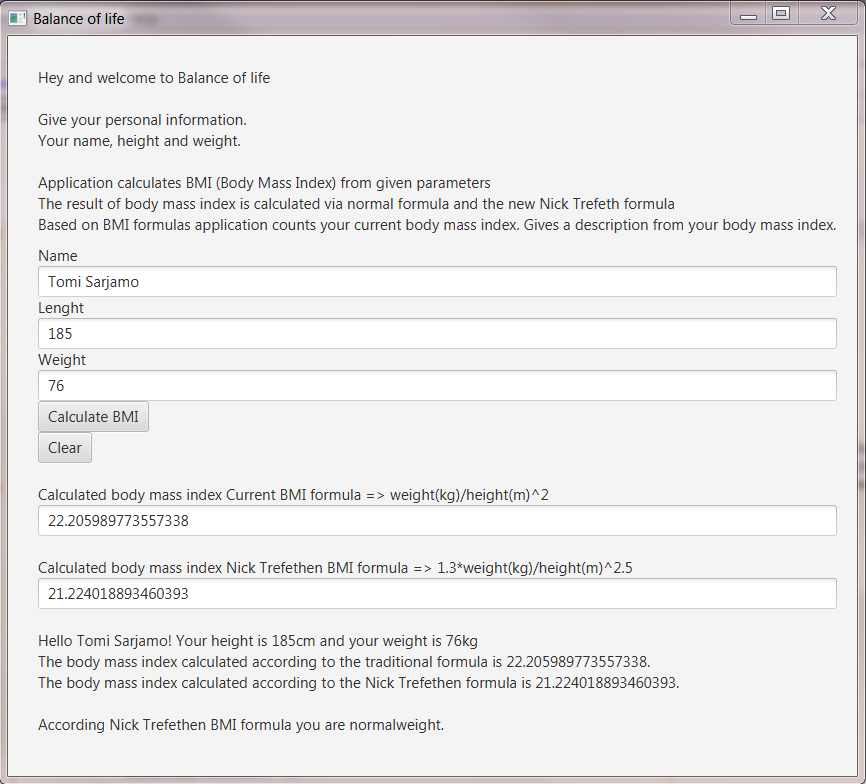 Balance of life
Hey and welcome to Balance of life
Give your personal information.
Your name, height and weight.
Application calculates BMI (Body Mass Index) from given parameters
The result of body mass index is calculated via normal formula and the new Nick Trefeth formula
Based on BMI formulas application counts your current body mass index. Gives a description from your body mass index.
Name
Tomi Sarjamo
Lenght
185
Weight
76
Calculate BMI
Clear
Calculated body mass index Current BMI formula => weight(kg)/height(m)^2
22.205989773557338
Calculated body mass index Nick Trefethen BMI formula => 1.3*weight(kg)/height(m)^2.5
21.224018893460393
Hello Tomi Sarjamo! Your height is 185cm and your weight is 76kg
The body mass index calculated according to the traditional formula is 22.205989773557338.
The body mass index calculated according to the Nick Trefethen formula is 21.224018893460393.
According Nick Trefethen BMI formula you are normalweight.